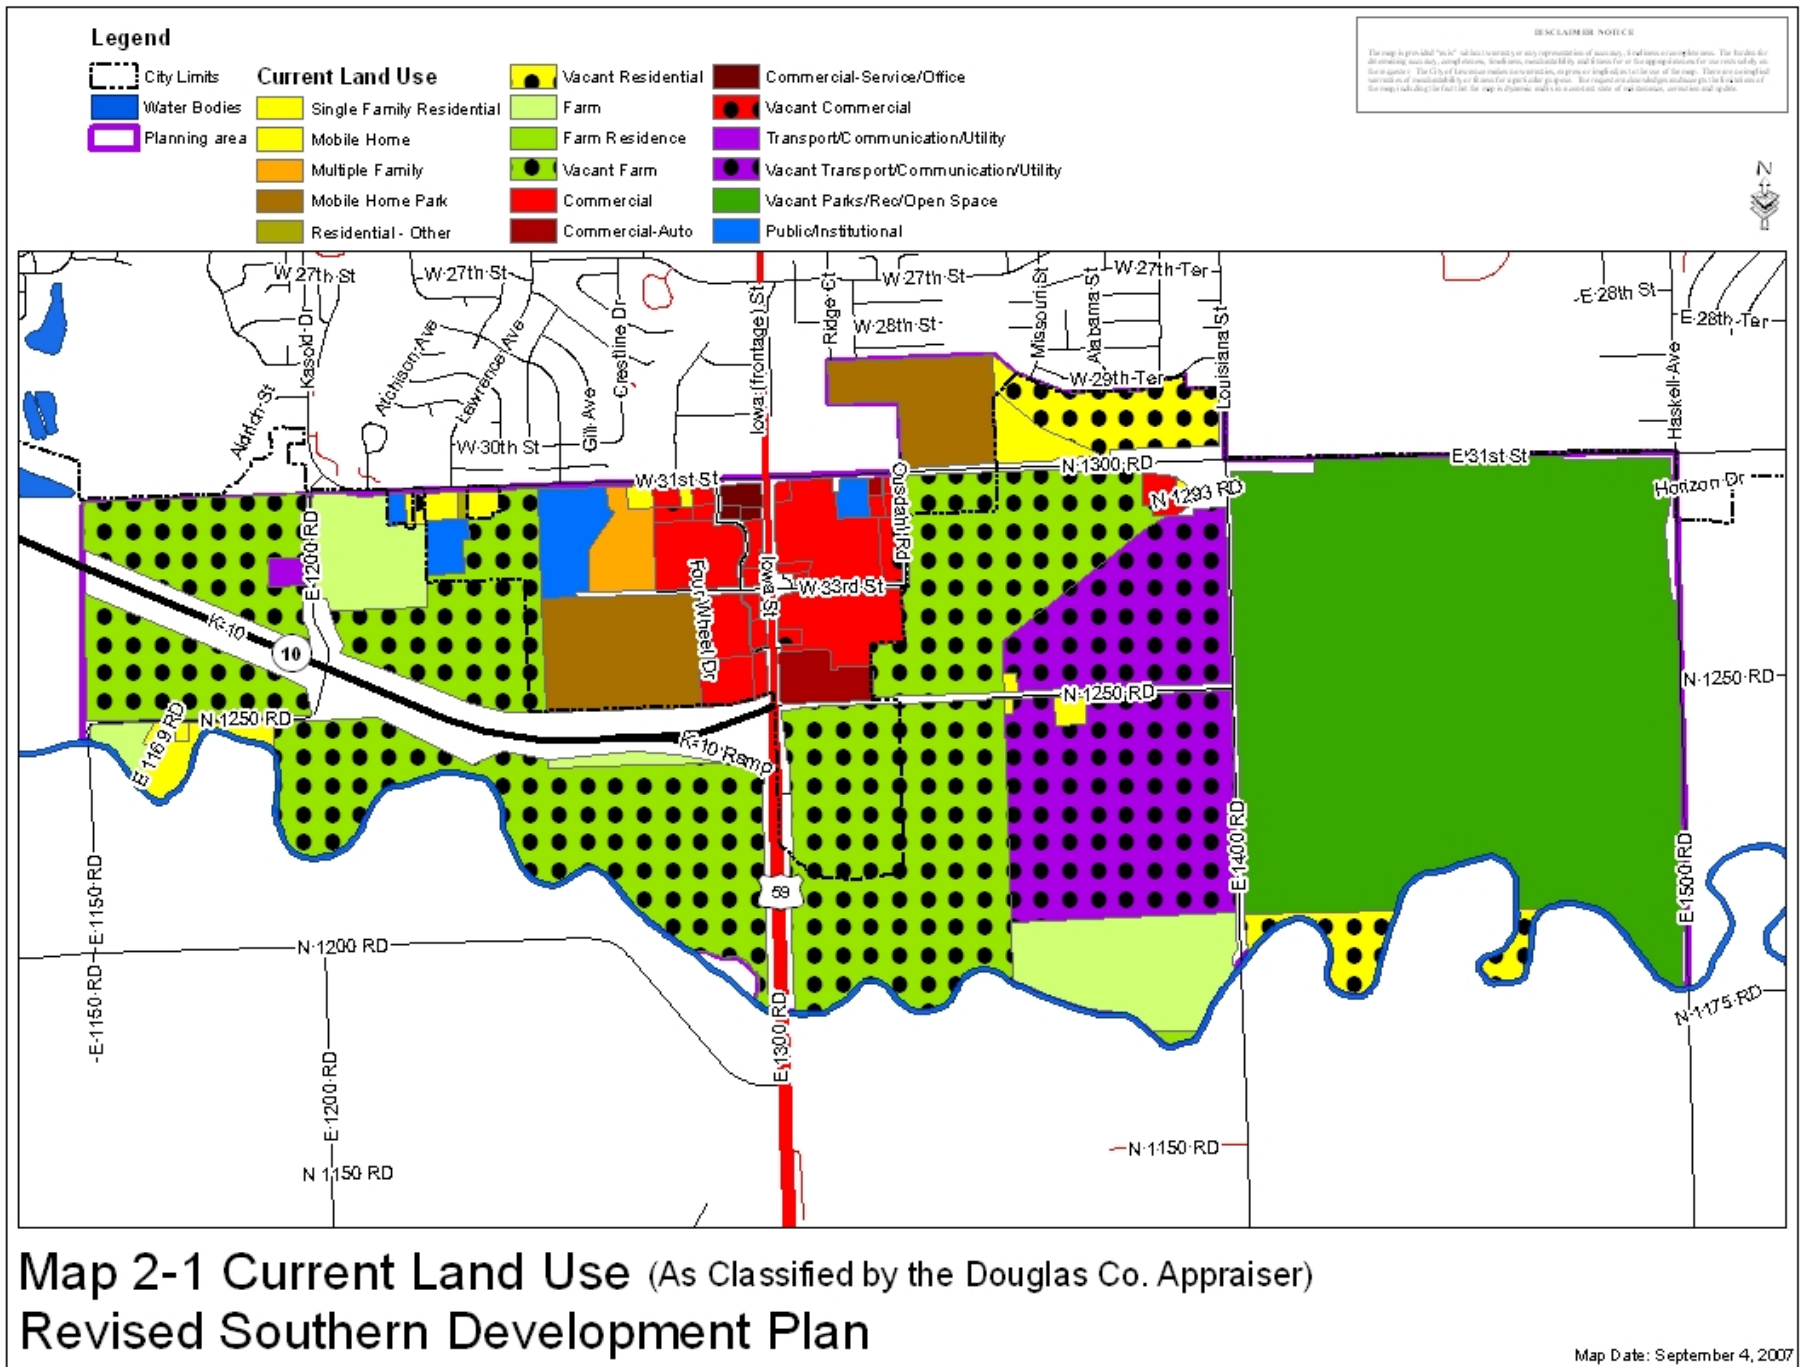 Legend
City Limits
Water Bodies
Planning area
Current Land Use
Single Family Residential
Mobile Home
Multiple Family
Mobile Home Park
Residential - Other
Vacant Residential
Farm
Farm Residence
Vacant Farm
Commercial
Commercial-Auto
Commercial-Service/Office
Vacant Commercial
Transport/Communication/Utility
Vacant Transport/Communication/Utility
Vacant Parks/Rec/Open Space
Public/Institutional
DISCLAIMER NOTICE
N
W 27th St
W 27th St
W 27th St
W 27th Ter
E 28th St
E 28th Ter
W 28th St
W 29th Ter
W 30th St
Aldrich St
Kasold Dr
Atchison Ave
Lawrence Ave
Gill Ave
Crestline Dr
Iowa (frontage) St
Ridge Ct
Missouri St
Alabama St
Louisiana St
Haskell Ave
W 31st St
N 1300 RD
E 31st St
N 1293 RD
Horizon Dr
Ousdahl Rd
E 1200 RD
Four Wheel Dr
Iowa St
W 33rd St
K-10
10
N 1250 RD
N 1250 RD
N 1250 RD
E 1169 RD
K-10 Ramp
E 1400 RD
E 1500 RD
59
E 1150 RD
E 1150 RD
N 1200 RD
E 1200 RD
E 1300 RD
N 1175 RD
N 1150 RD
N 1150 RD
Map 2-1 Current Land Use (As Classified by the Douglas Co. Appraiser)
Revised Southern Development Plan
Map Date: September 4, 2007